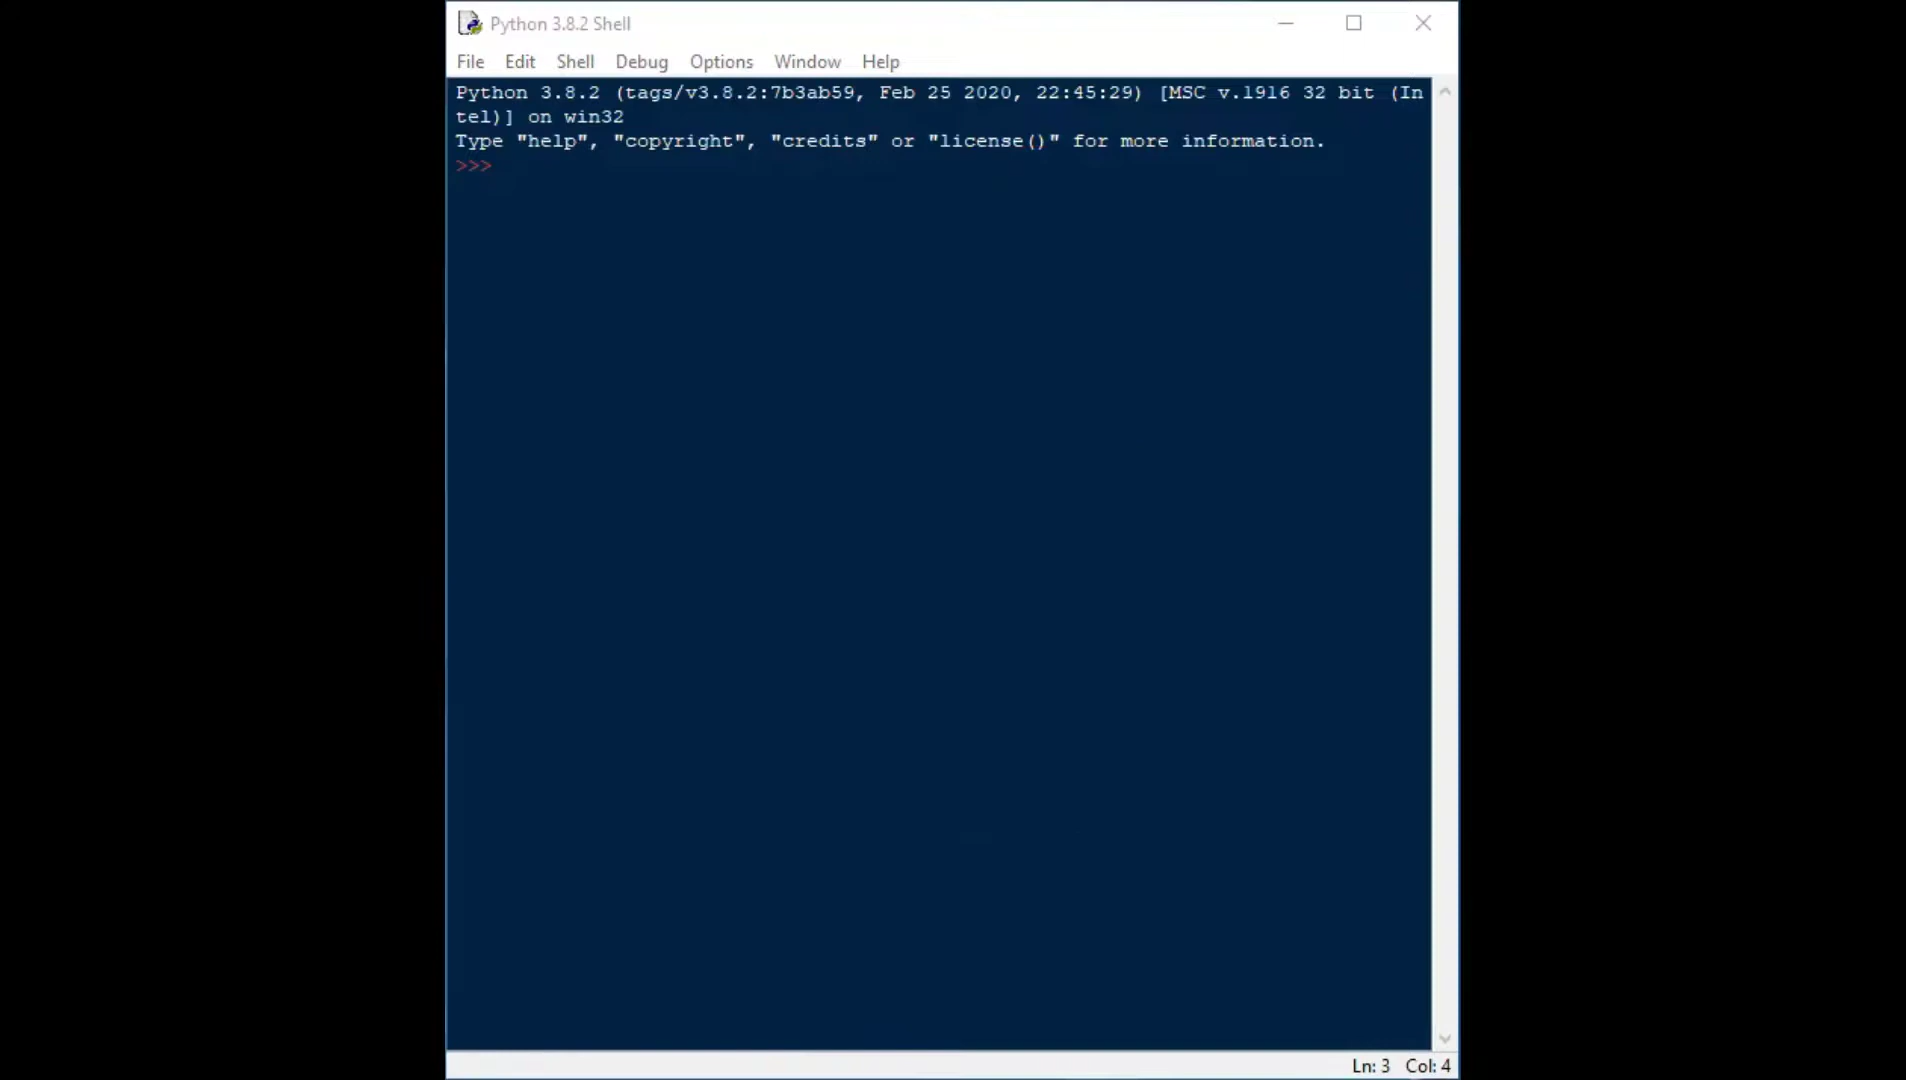 Python 3.8.2 Shell
File Edit Shell Debug Options Window Help
Python 3.8.2 (tags/v3.8.2:7b3ab59, Feb 25 2020, 22:45:29) [MSC v.1916 32 bit (In
tel)] on win32
Type "help", "copyright", "credits" or "license()" for more information.
>>>
Ln: 3 Col: 4